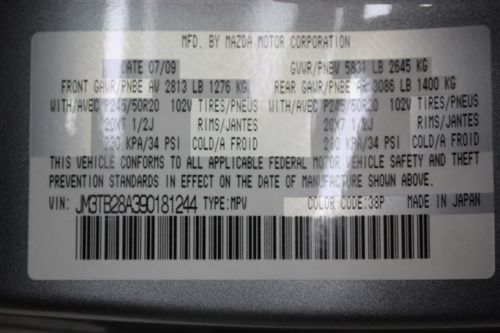 MFD. BY MAZDA MOTOR CORPORATION
DATE 07/09 GVWR/PNBV 5831 LB 2645 KG
FRONT GAWR/PNBE AV 2813 LB 1276 KG REAR GAWR/PNBE AR 3086 LB 1400 KG
WITH/AVEC P245/50R20 102V TIRES/PNEUS WITH/AVEC P245/50R20 102V TIRES/PNEUS
20X7 1/2J RIMS/JANTES 20X7 1/2J RIMS/JANTES
230 KPA/34 PSI COLD/A FROID 230 KPA/34 PSI COLD/A FROID
THIS VEHICLE CONFORMS TO ALL APPLICABLE FEDERAL MOTOR VEHICLE SAFETY AND THEFT
PREVENTION STANDARDS IN EFFECT ON THE DATE OF MANUFACTURE SHOWN ABOVE.
VIN: JM3TB28A390181244 TYPE:MPV COLOR CODE:38P MADE IN JAPAN